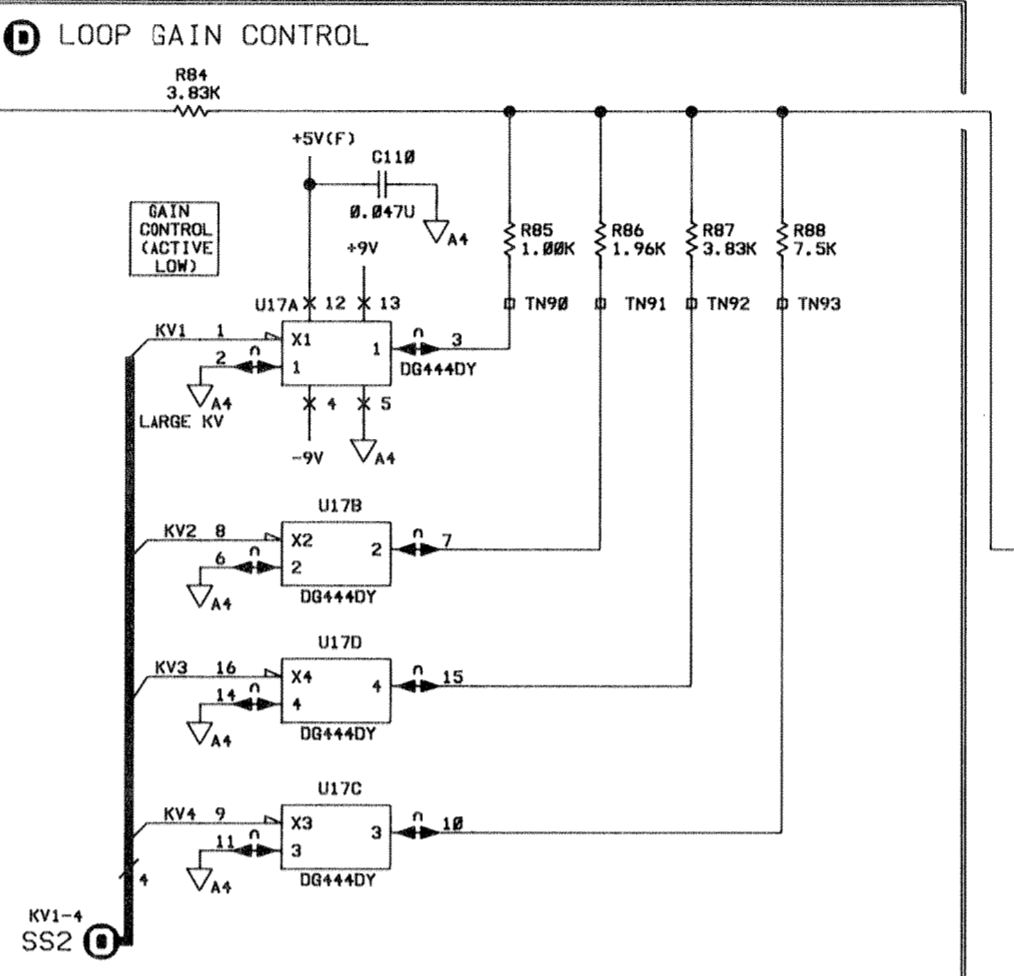 D LOOP GAIN CONTROL
R84
3.83K
+5V(F)
C110
0.047U
A4
GAIN
CONTROL
(ACTIVE
LOW)
+9V
R85
1.00K
R86
1.96K
R87
3.83K
R88
7.5K
TN90
TN91
TN92
TN93
U17A 12 13
KV1 1 X1
1 n 3
2 n 1
DG444DY
A4
LARGE KV
4 5
-9V
A4
U17B
KV2 8 X2
2 n 7
6 n 2
A4
DG444DY
U17D
KV3 16 X4
4 n 15
14 n 4
A4
DG444DY
U17C
KV4 9 X3
3 n 10
11 n 3
A4
DG444DY
4
KV1-4
SS2 0